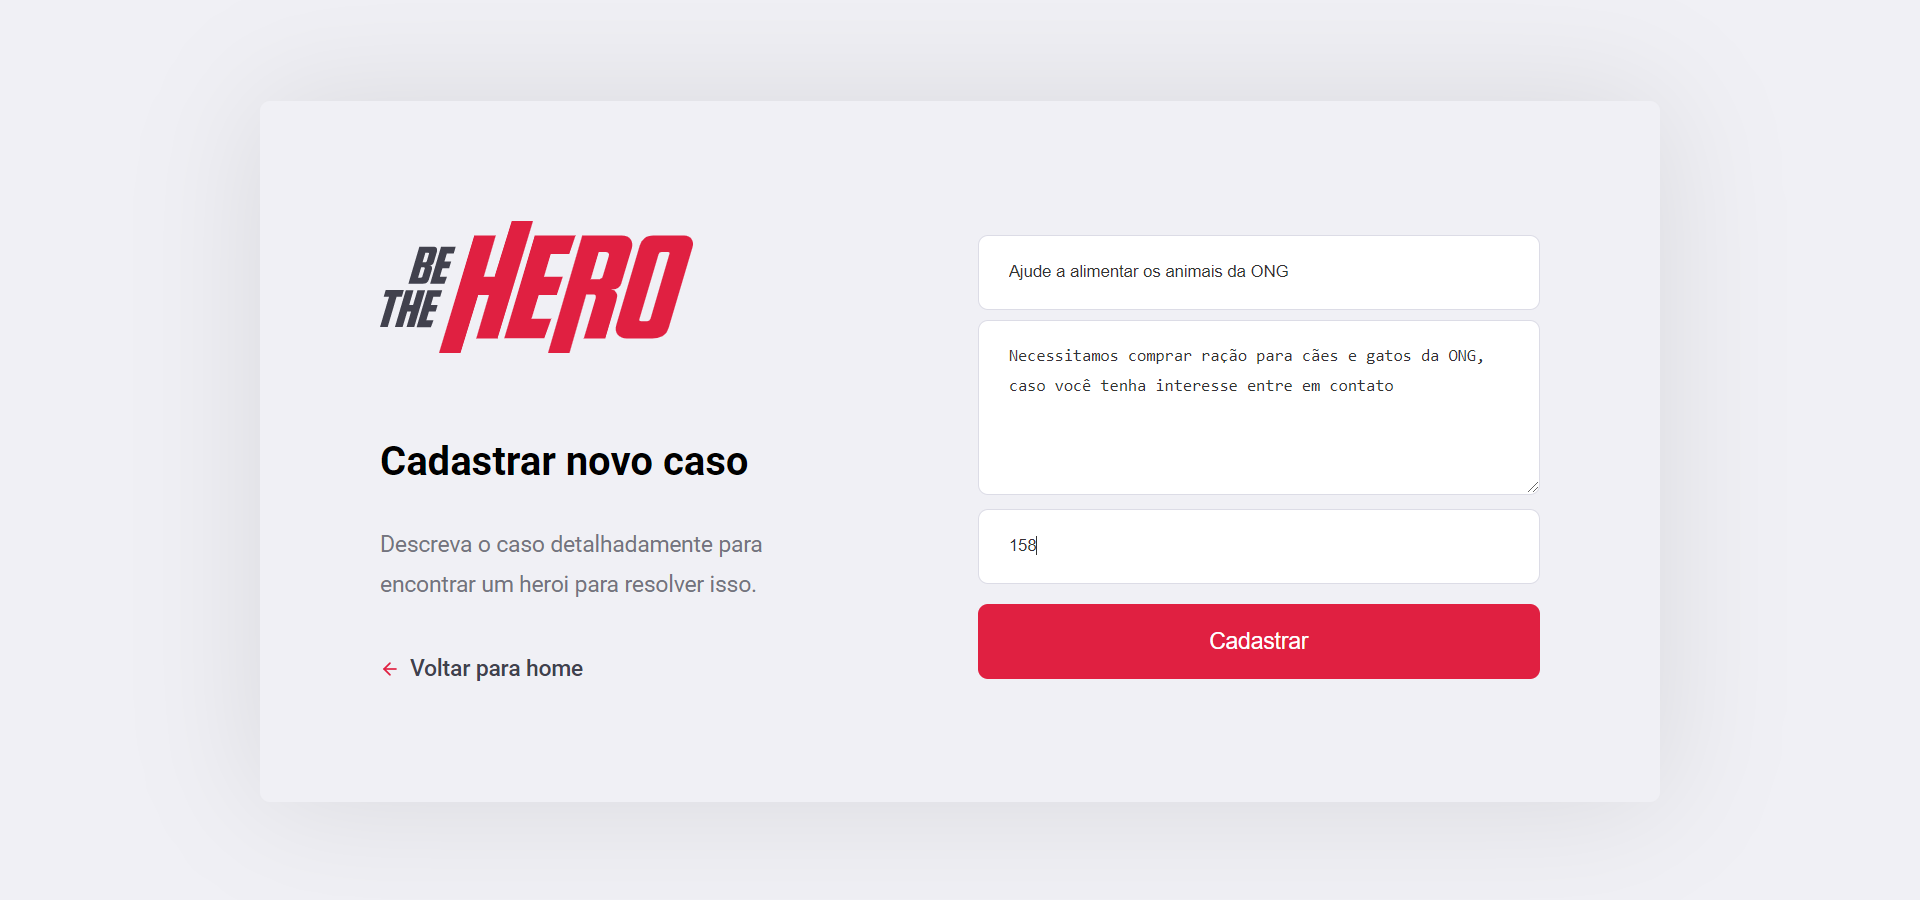 BE
THE
HERO
Cadastrar novo caso
Descreva o caso detalhadamente para
encontrar um heroi para resolver isso.
Voltar para home
Ajude a alimentar os animais da ONG
Necessitamos comprar ração para cães e gatos da ONG,
caso você tenha interesse entre em contato
158
Cadastrar